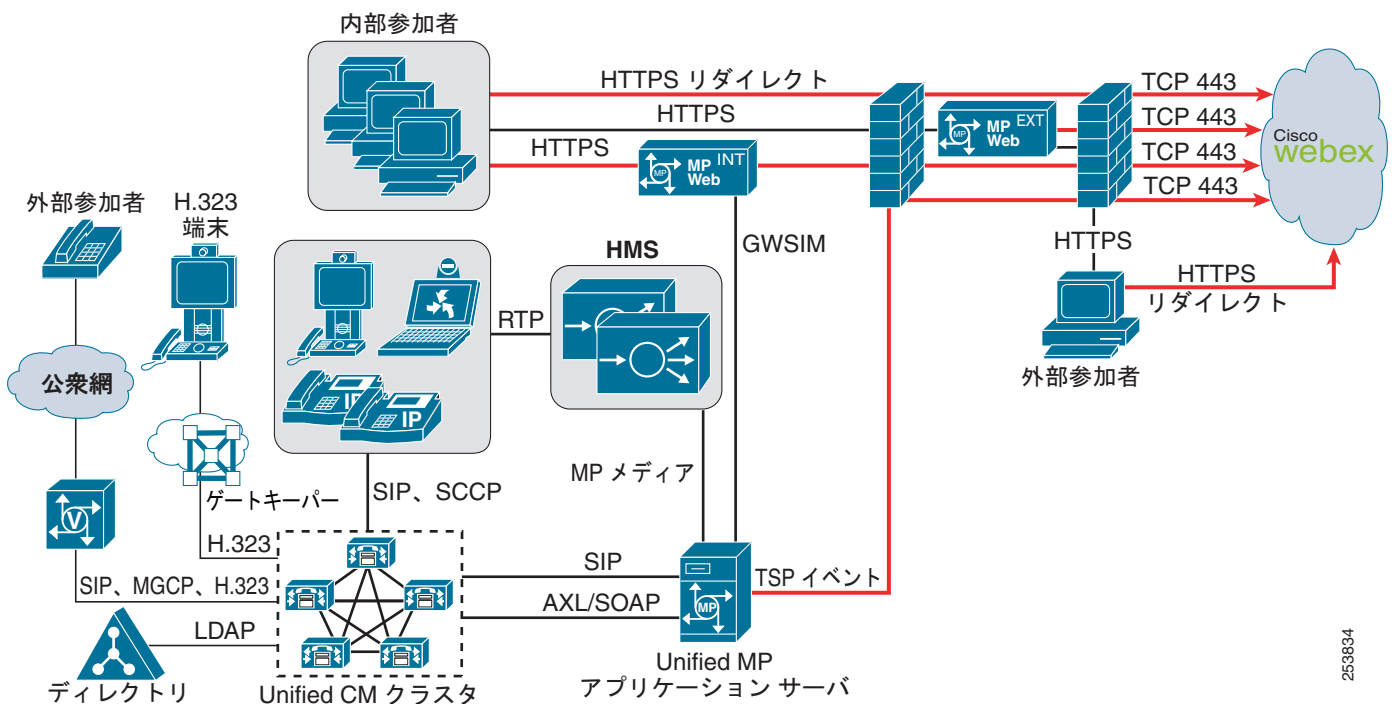 内部参加者
HTTPS リダイレクト
TCP 443
HTTPS
MP Web EXT
TCP 443
Cisco
webex
HTTPS
MP Web INT
TCP 443
TCP 443
外部参加者
H.323
端末
HMS
GWSIM
HTTPS
HTTPS
リダイレクト
RTP
外部参加者
公衆網
IP
IP
MP メディア
SIP、SCCP
ゲートキーパー
V
H.323
SIP
TSP イベント
SIP、MGCP、H.323
AXL/SOAP
MP
LDAP
ディレクトリ
Unified CM クラスタ
Unified MP
アプリケーション サーバ
253834